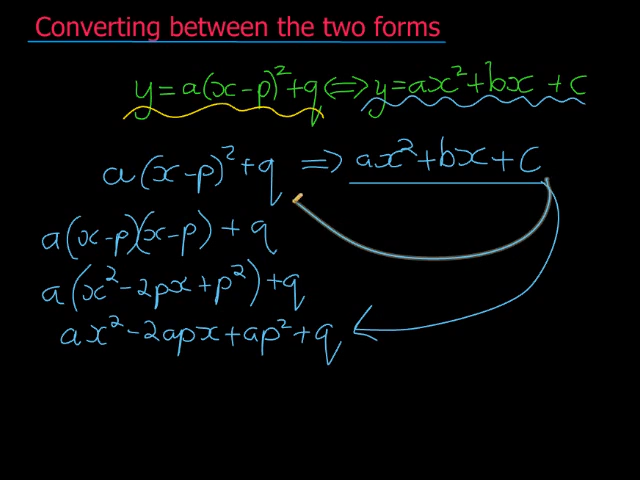 Converting between the two forms
y = a(x-p)² + q ⟺ y = ax² + bx + c
a(x-p)² + q ⟹ ax² + bx + c
a(x-p)(x-p) + q
a(x² - 2px + p²) + q
ax² - 2apx + ap² + q